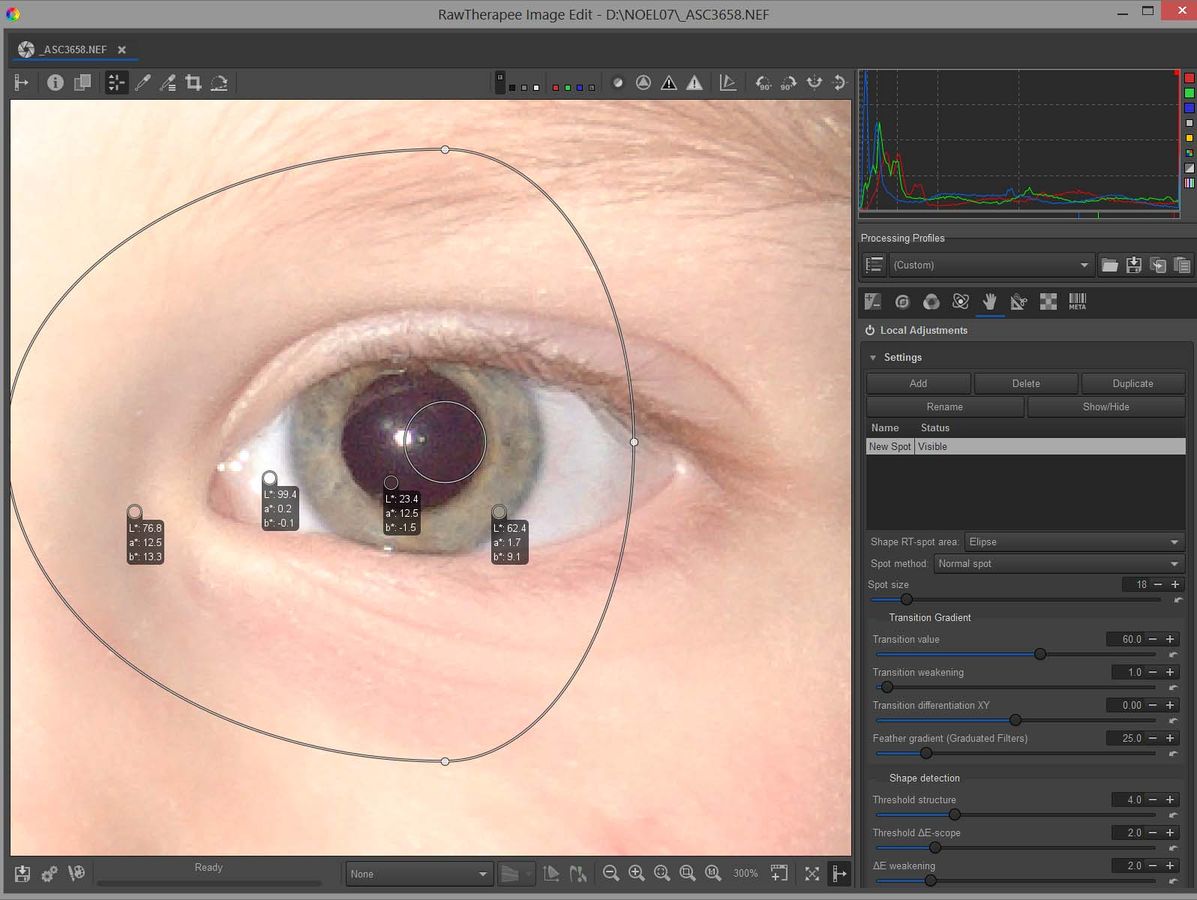 RawTherapee Image Edit - D:\NOEL07\_ASC3658.NEF
_ASC3658.NEF
90° 90°
Processing Profiles
(Custom)
META
Local Adjustments
Settings
Add Delete Duplicate
Rename Show/Hide
Name Status
New Spot Visible
L*: 99.4
a*: 0.2
b*: -0.1
L*: 23.4
a*: 12.5
b*: -1.5
L*: 76.8
a*: 12.5
b*: 13.3
L*: 62.4
a*: 1.7
b*: 9.1
Shape RT-spot area: Elipse
Spot method: Normal spot
Spot size 18
Transition Gradient
Transition value 60.0
Transition weakening 1.0
Transition differentiation XY 0.00
Feather gradient (Graduated Filters) 25.0
Shape detection
Threshold structure 4.0
Threshold ΔE-scope 2.0
ΔE weakening 2.0
Ready None 300%